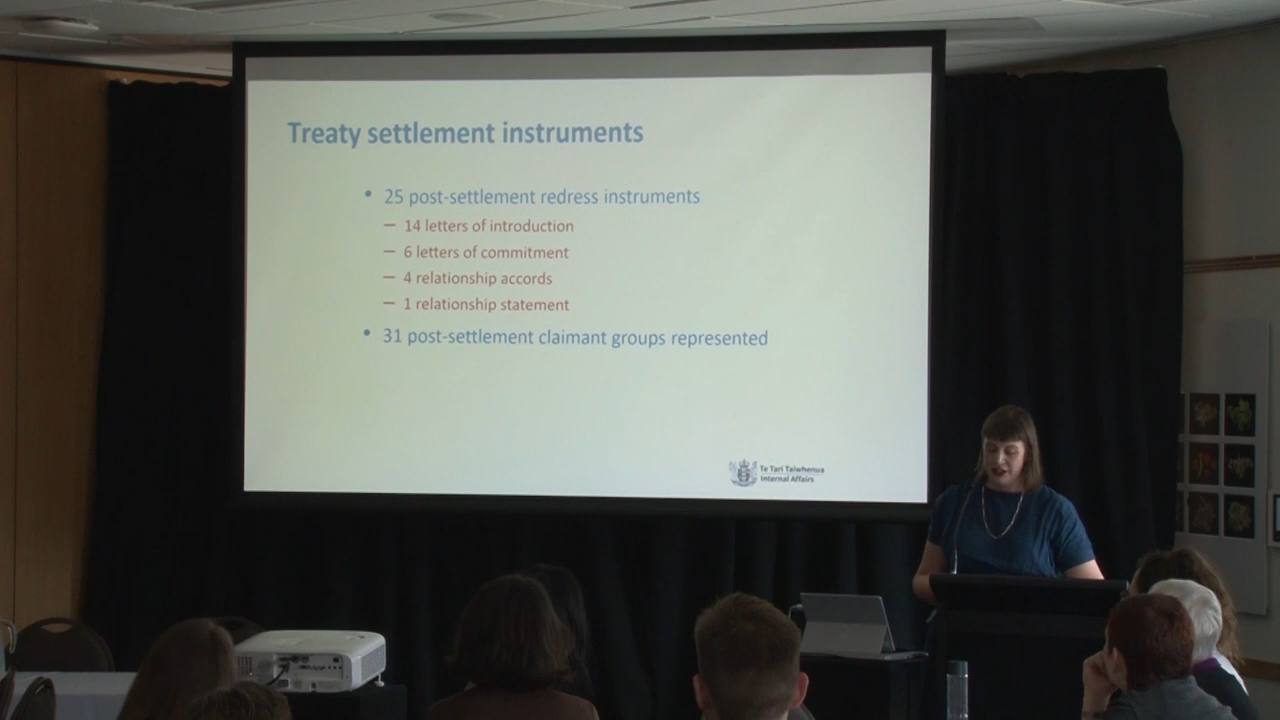 Treaty settlement instruments
• 25 post-settlement redress instruments
– 14 letters of introduction
– 6 letters of commitment
– 4 relationship accords
– 1 relationship statement
• 31 post-settlement claimant groups represented
Te Tari Taiwhenua
Internal Affairs